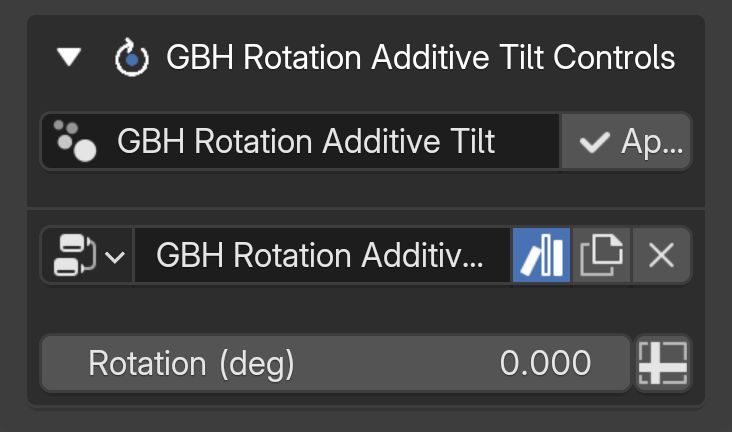 GBH Rotation Additive Tilt Controls
GBH Rotation Additive Tilt Ap...
GBH Rotation Additiv...
Rotation (deg) 0.000